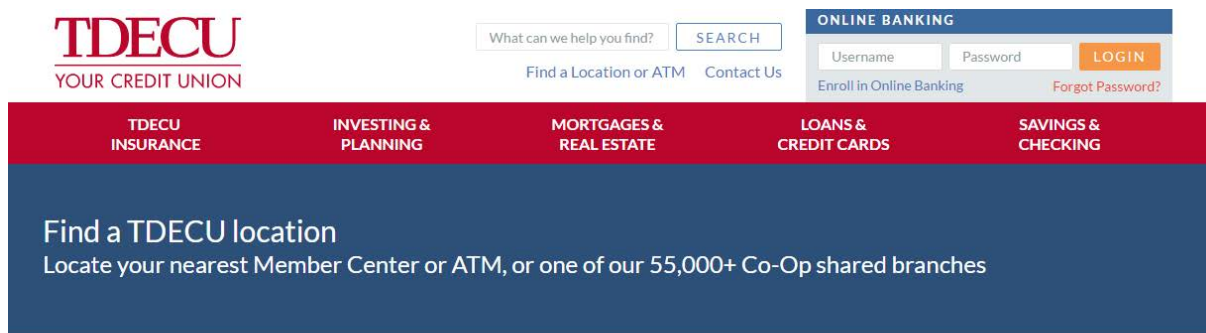 TDECU
YOUR CREDIT UNION
What can we help you find?
SEARCH
Find a Location or ATM
Contact Us
ONLINE BANKING
Username
Password
LOGIN
Enroll in Online Banking
Forgot Password?
TDECU
INSURANCE
INVESTING &
PLANNING
MORTGAGES &
REAL ESTATE
LOANS &
CREDIT CARDS
SAVINGS &
CHECKING
Find a TDECU location
Locate your nearest Member Center or ATM, or one of our 55,000+ Co-Op shared branches